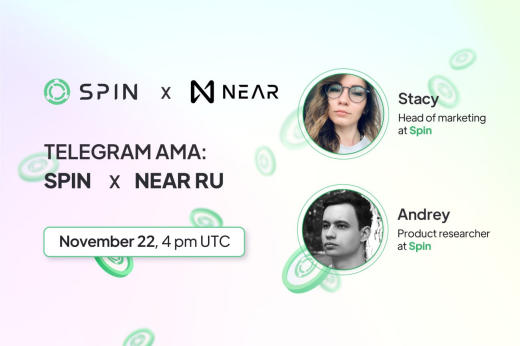 SPIN X NEAR
TELEGRAM AMA:
SPIN X NEAR RU
November 22, 4 pm UTC
Stacy
Head of marketing
at Spin
Andrey
Product researcher
at Spin